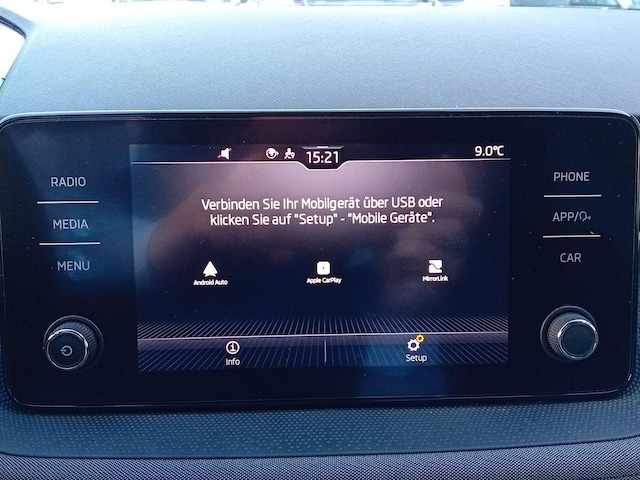 15:21
9.0°C
RADIO
MEDIA
MENU
PHONE
APP/
CAR
Verbinden Sie Ihr Mobilgerät über USB oder
klicken Sie auf "Setup" - "Mobile Geräte".
Android Auto
Apple CarPlay
MirrorLink
Info
Setup